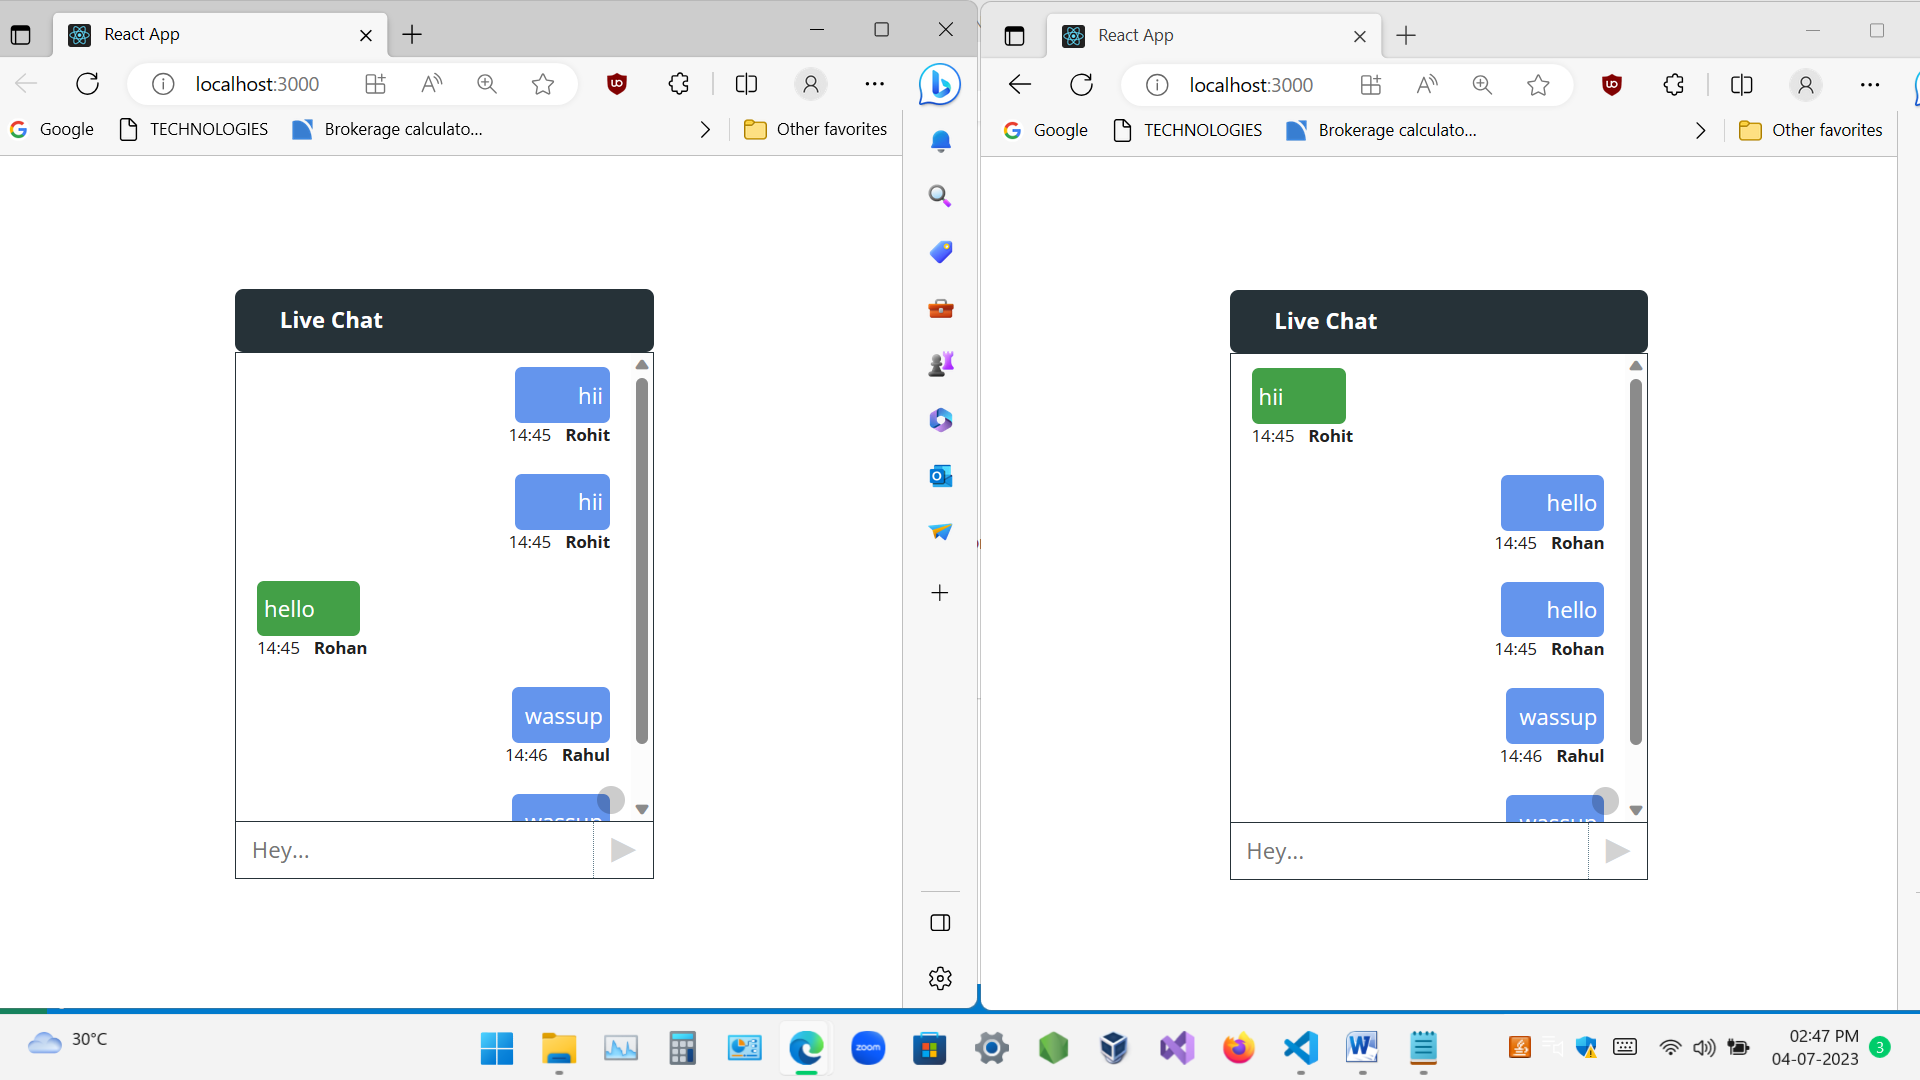 React App
localhost:3000
Google
TECHNOLOGIES
Brokerage calculato...
Other favorites
Live Chat
hii
14:45 Rohit
hii
14:45 Rohit
hello
14:45 Rohan
wassup
14:46 Rahul
wassup
Hey...
React App
localhost:3000
Google
TECHNOLOGIES
Brokerage calculato...
Other favorites
Live Chat
hii
14:45 Rohit
hello
14:45 Rohan
hello
14:45 Rohan
wassup
14:46 Rahul
wassup
Hey...
30°C
zoom
02:47 PM
04-07-2023
3